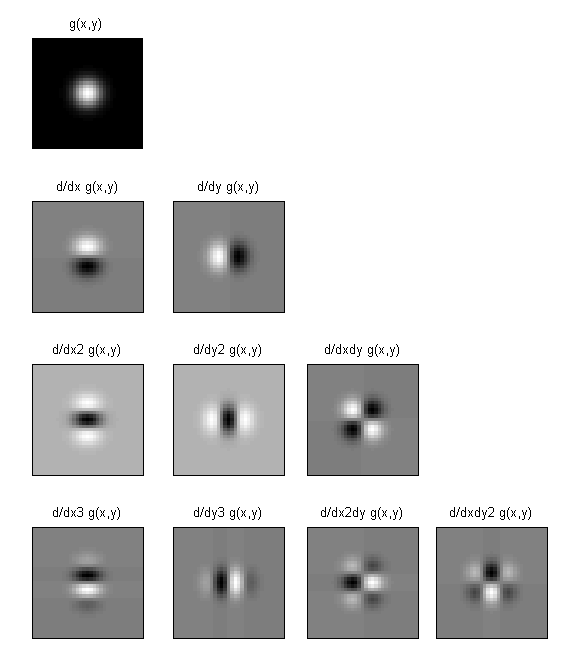 g(x,y)
d/dx g(x,y)
d/dy g(x,y)
d/dx2 g(x,y)
d/dy2 g(x,y)
d/dxdy g(x,y)
d/dx3 g(x,y)
d/dy3 g(x,y)
d/dx2dy g(x,y)
d/dxdy2 g(x,y)